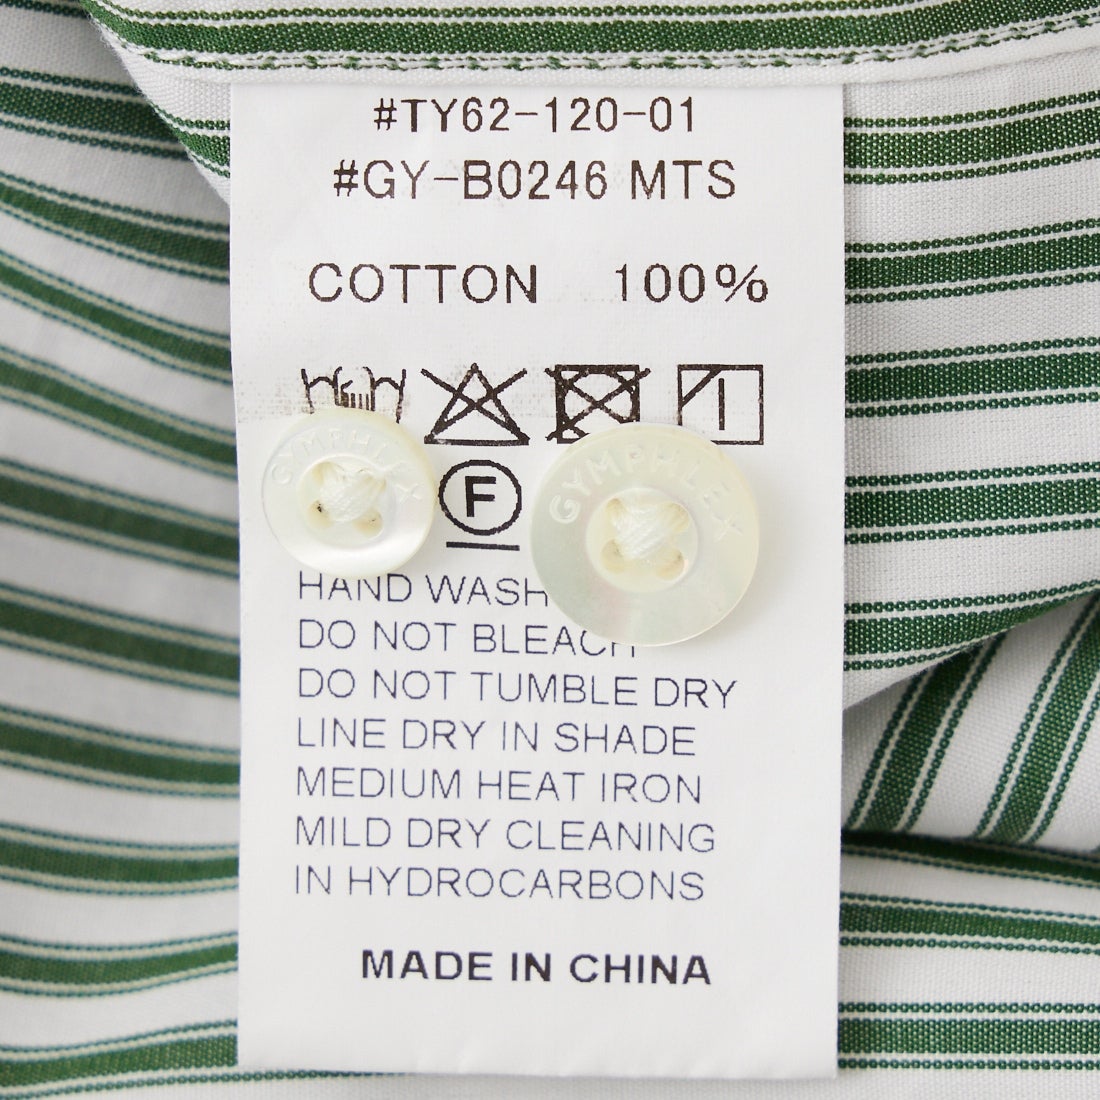 #TY62-120-01
#GY-B0246 MTS
COTTON 100%
GYMPHLEX
GYMPHLEX
F
HAND WASH
DO NOT BLEACH
DO NOT TUMBLE DRY
LINE DRY IN SHADE
MEDIUM HEAT IRON
MILD DRY CLEANING
IN HYDROCARBONS
MADE IN CHINA